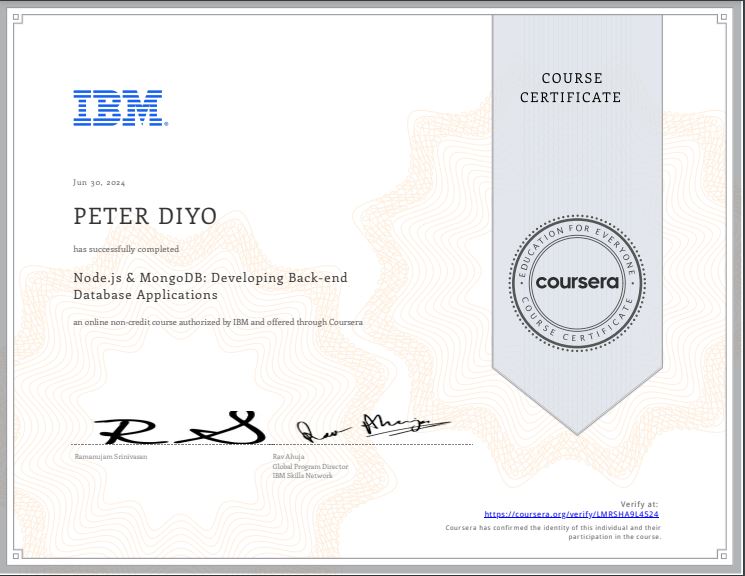 COURSE
CERTIFICATE
IBM®
Jun 30, 2024
PETER DIYO
has successfully completed
Node.js & MongoDB: Developing Back-end
Database Applications
an online non-credit course authorized by IBM and offered through Coursera
EDUCATION FOR EVERYONE
coursera
COURSE CERTIFICATE
Ramanujam Srinivasan
Rav Ahuja
Global Program Director
IBM Skills Network
Verify at:
https://coursera.org/verify/LMRSHA9L4S24
Coursera has confirmed the identity of this individual and their
participation in the course.